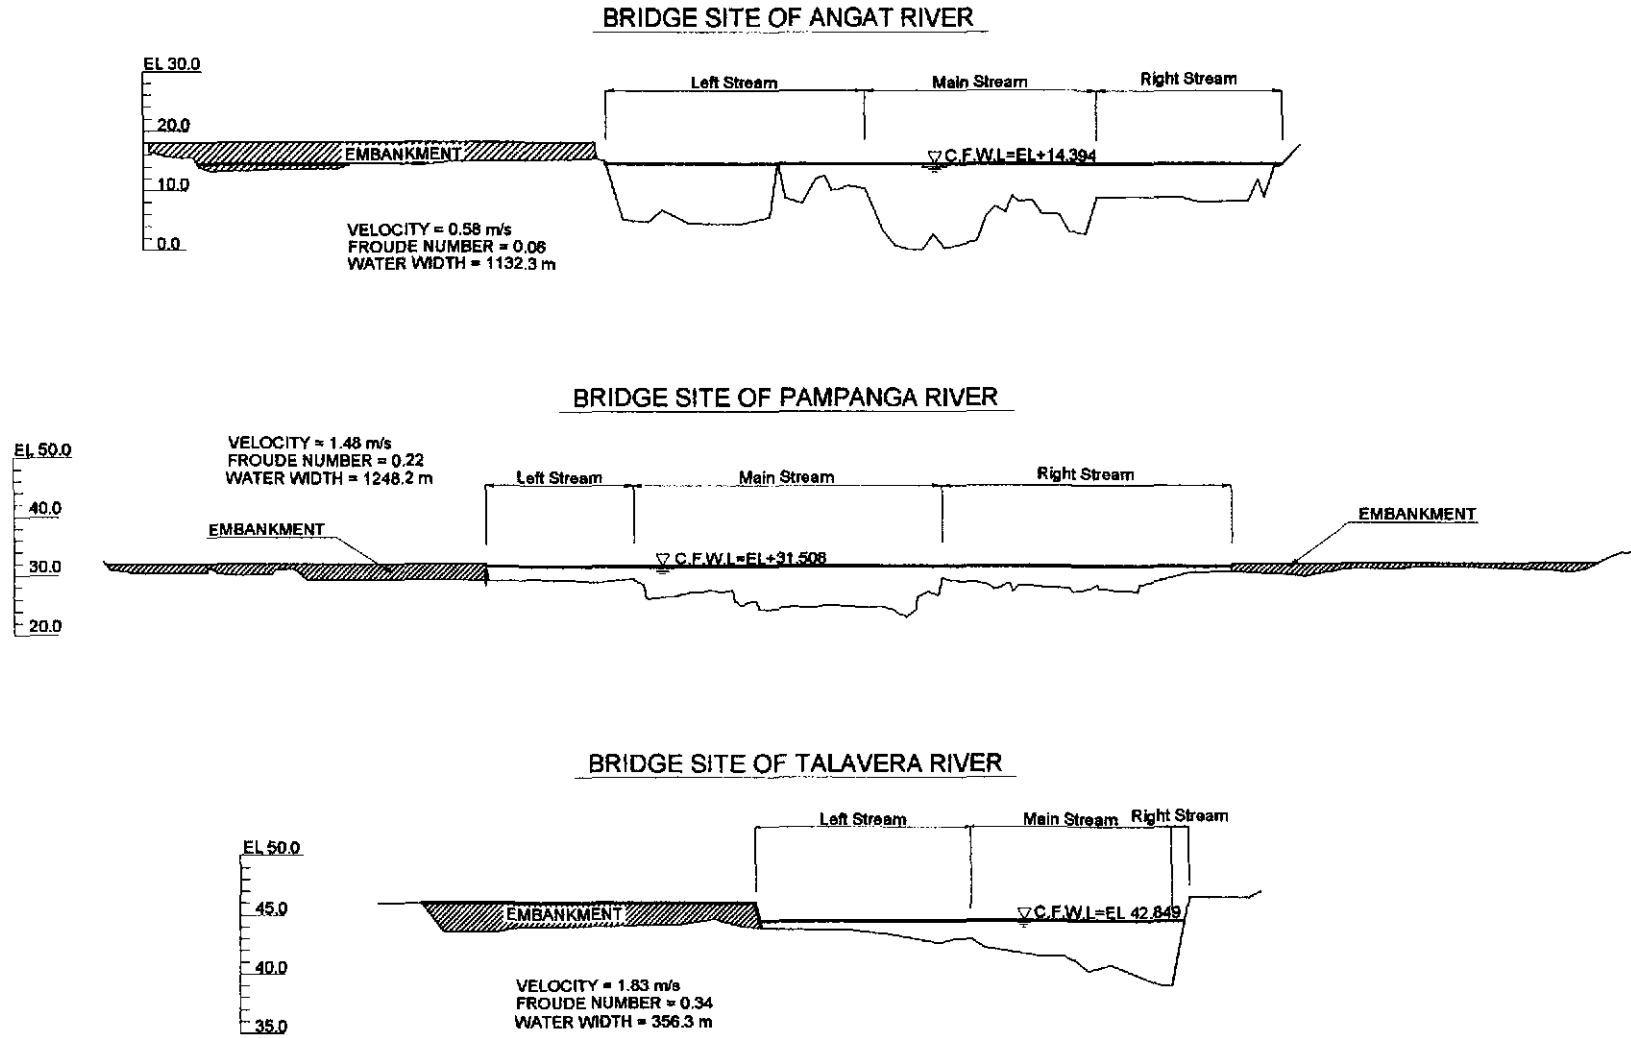 BRIDGE SITE OF ANGAT RIVER
EL 30.0
20.0
10.0
0.0
Left Stream
Main Stream
Right Stream
EMBANKMENT
C.F.W.L=EL+14.394
VELOCITY = 0.58 m/s
FROUDE NUMBER = 0.06
WATER WIDTH = 1132.3 m
BRIDGE SITE OF PAMPANGA RIVER
VELOCITY = 1.48 m/s
FROUDE NUMBER = 0.22
WATER WIDTH = 1248.2 m
EL 50.0
40.0
30.0
20.0
Left Stream
Main Stream
Right Stream
EMBANKMENT
EMBANKMENT
C.F.W.L=EL+31.508
BRIDGE SITE OF TALAVERA RIVER
EL 50.0
45.0
40.0
35.0
Left Stream
Main Stream
Right Stream
EMBANKMENT
C.F.W.L=EL 42.849
VELOCITY = 1.83 m/s
FROUDE NUMBER = 0.34
WATER WIDTH = 356.3 m